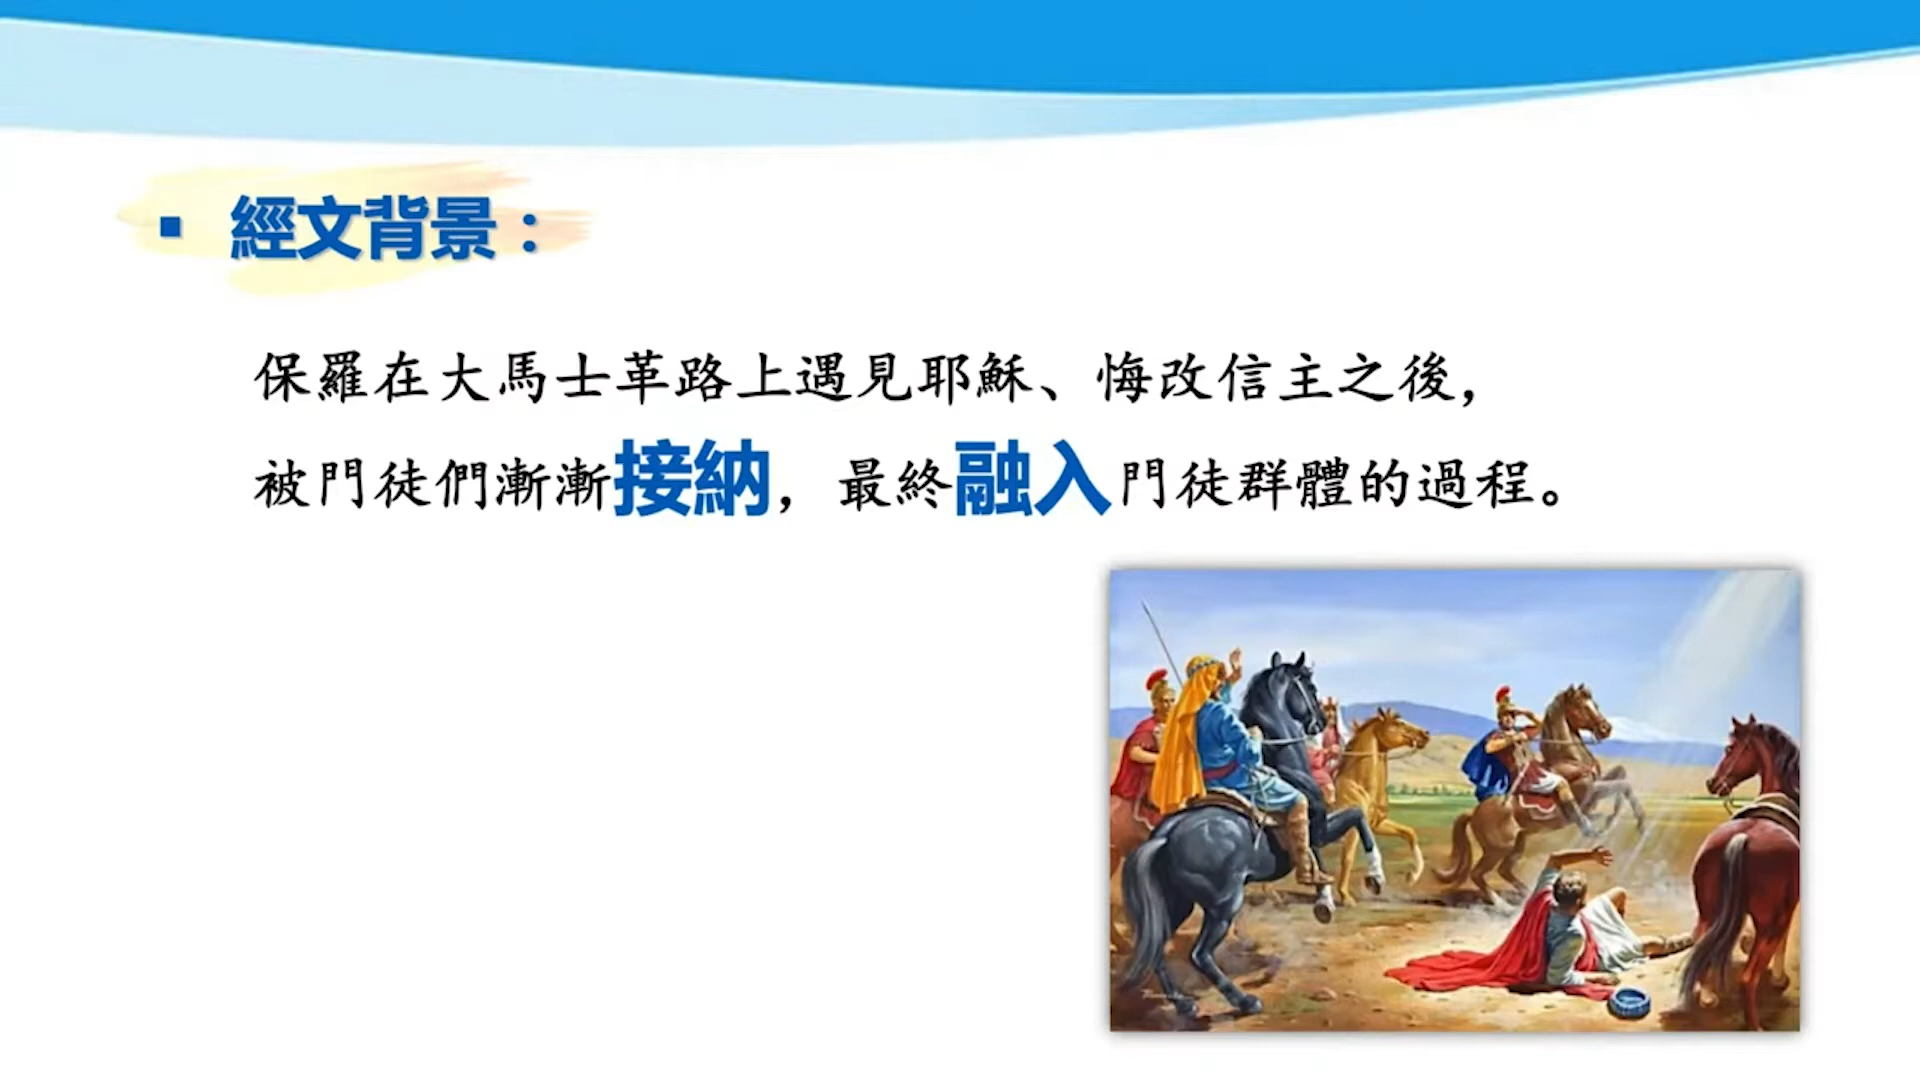 ▪ 經文背景：
保羅在大馬士革路上遇見耶穌、悔改信主之後，
被門徒們漸漸接納，最終融入門徒群體的過程。